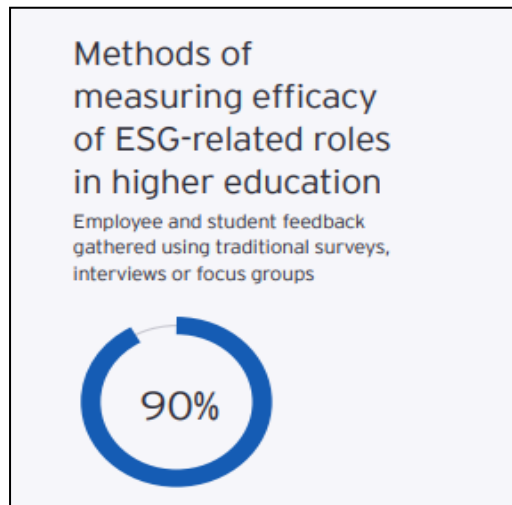 Methods of
measuring efficacy
of ESG-related roles
in higher education
Employee and student feedback
gathered using traditional surveys,
interviews or focus groups
90%